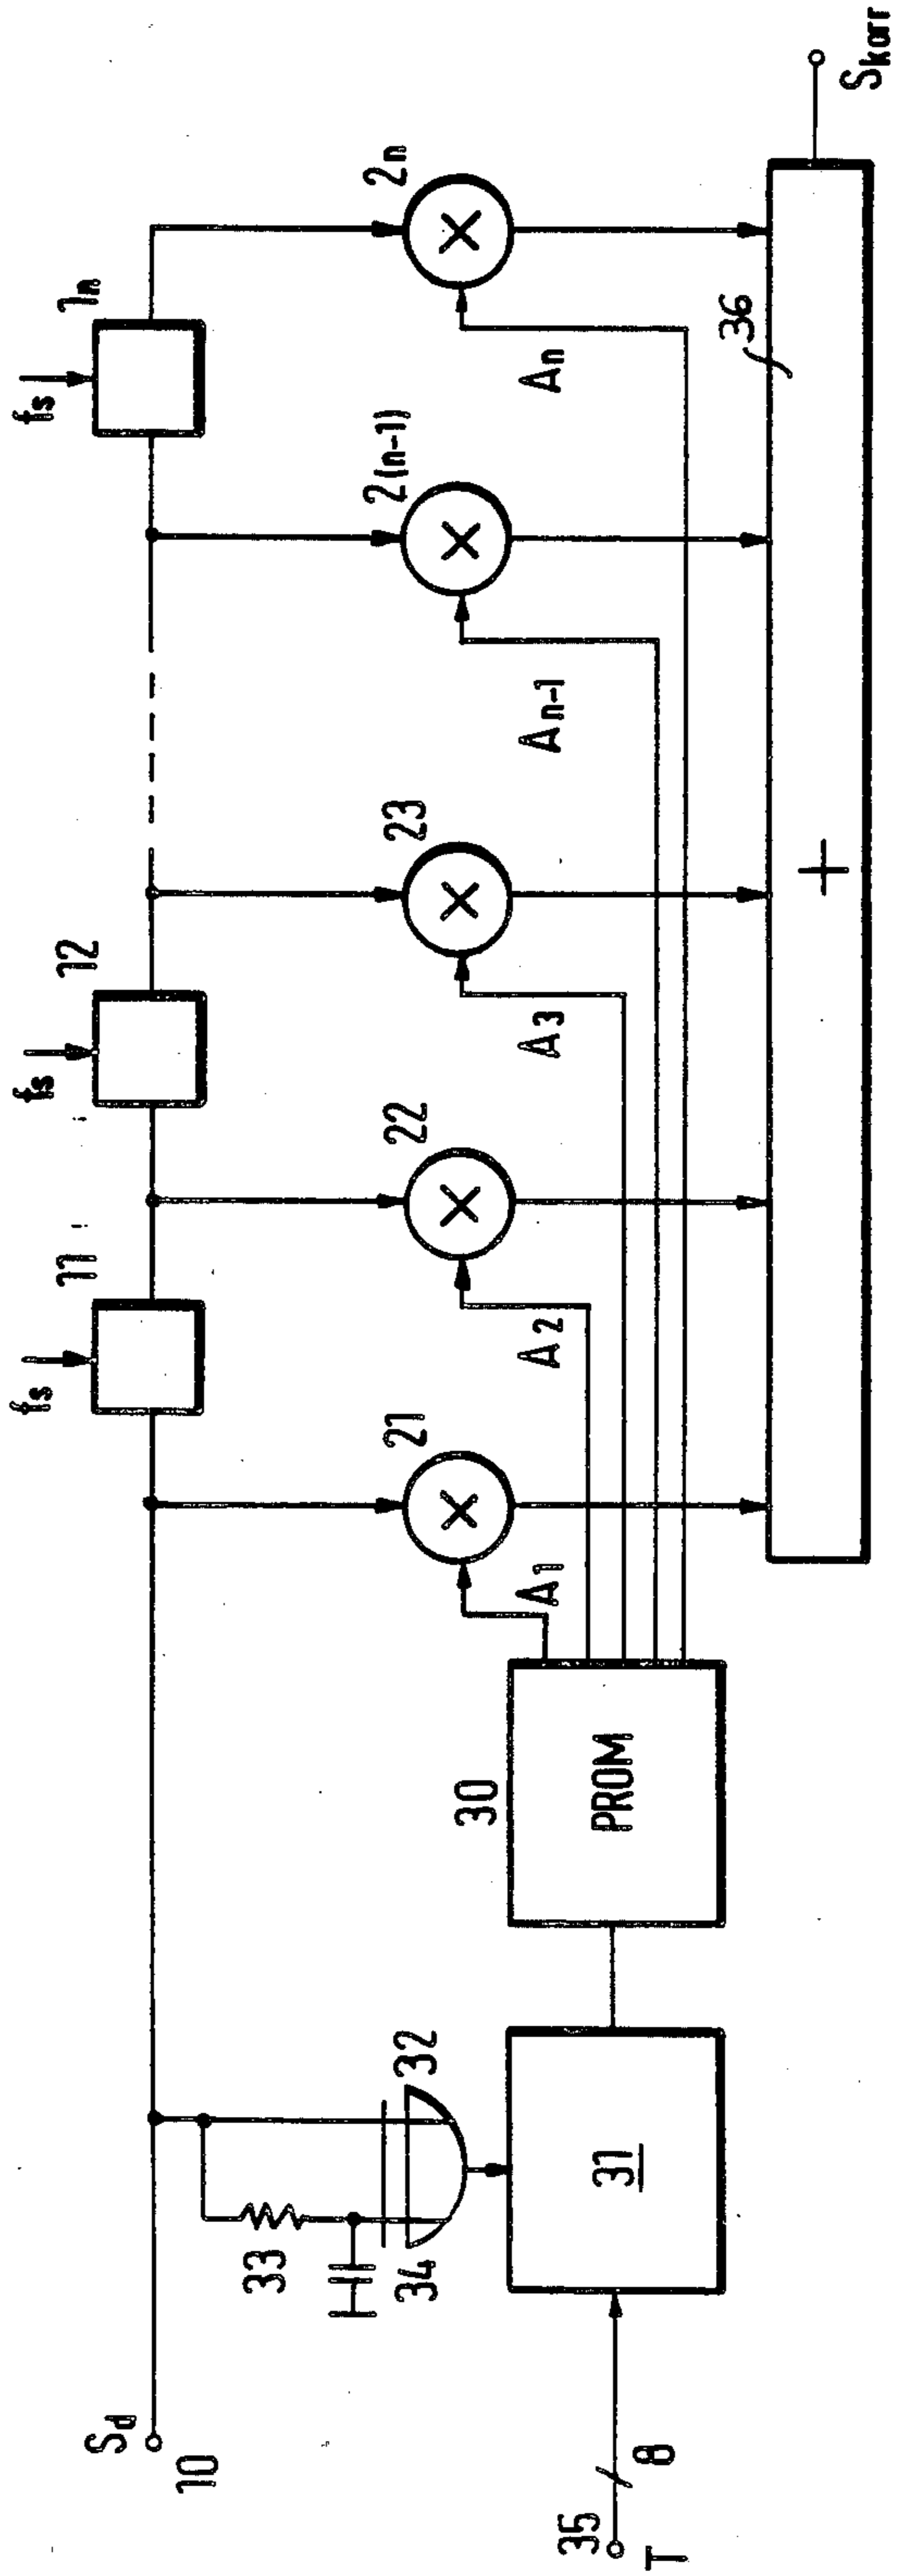 fs
fs
fs
11
12
1n
Sd
10
33
34
32
21
22
23
2(n-1)
2n
A1
A2
A3
An-1
An
30
PROM
31
35
T
8
36
+
Skorr